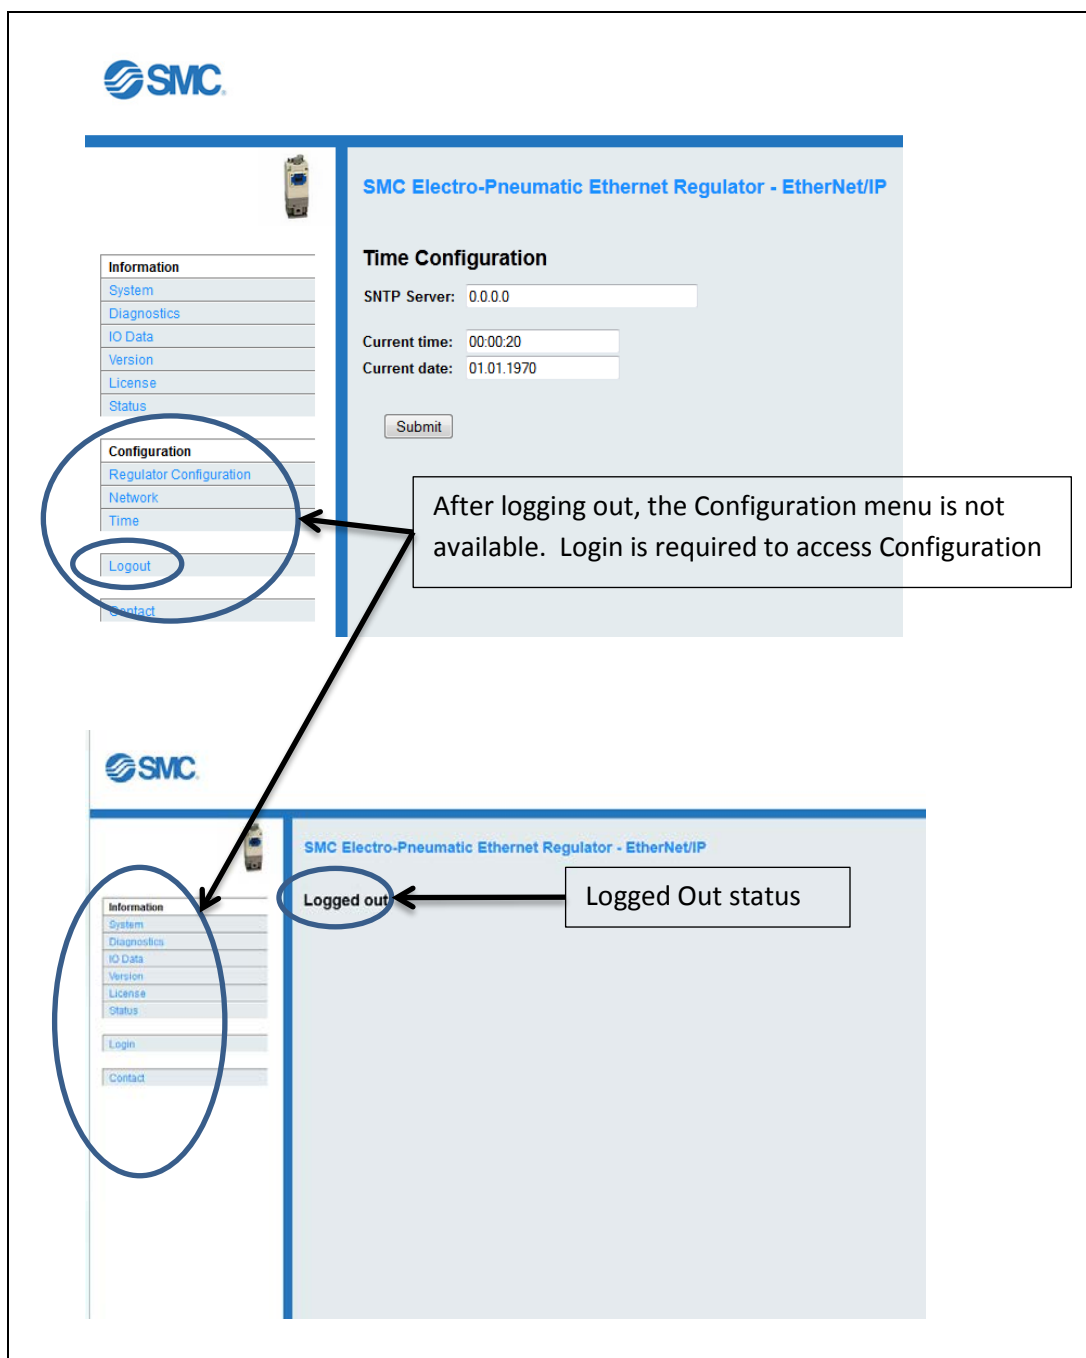 SMC.
SMC Electro-Pneumatic Ethernet Regulator - EtherNet/IP
Information
System
Diagnostics
IO Data
Version
License
Status
Configuration
Regulator Configuration
Network
Time
Logout
Contact
Time Configuration
SNTP Server: 0.0.0.0
Current time: 00:00:20
Current date: 01.01.1970
Submit
After logging out, the Configuration menu is not
available. Login is required to access Configuration
SMC.
SMC Electro-Pneumatic Ethernet Regulator - EtherNet/IP
Information
System
Diagnostics
IO Data
Version
License
Status
Login
Contact
Logged out
Logged Out status